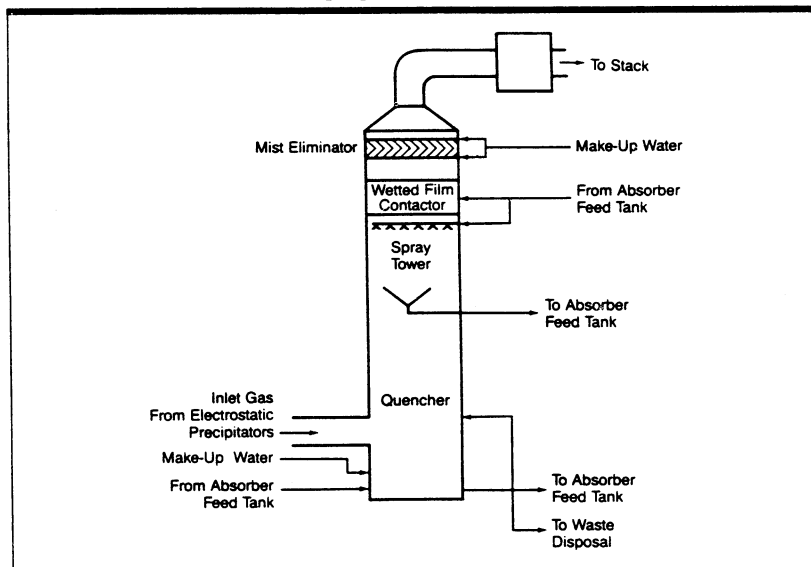 To Stack
Mist Eliminator
Make-Up Water
Wetted Film
Contactor
From Absorber
Feed Tank
Spray
Tower
To Absorber
Feed Tank
Inlet Gas
From Electrostatic
Precipitators
Quencher
Make-Up Water
From Absorber
Feed Tank
To Absorber
Feed Tank
To Waste
Disposal